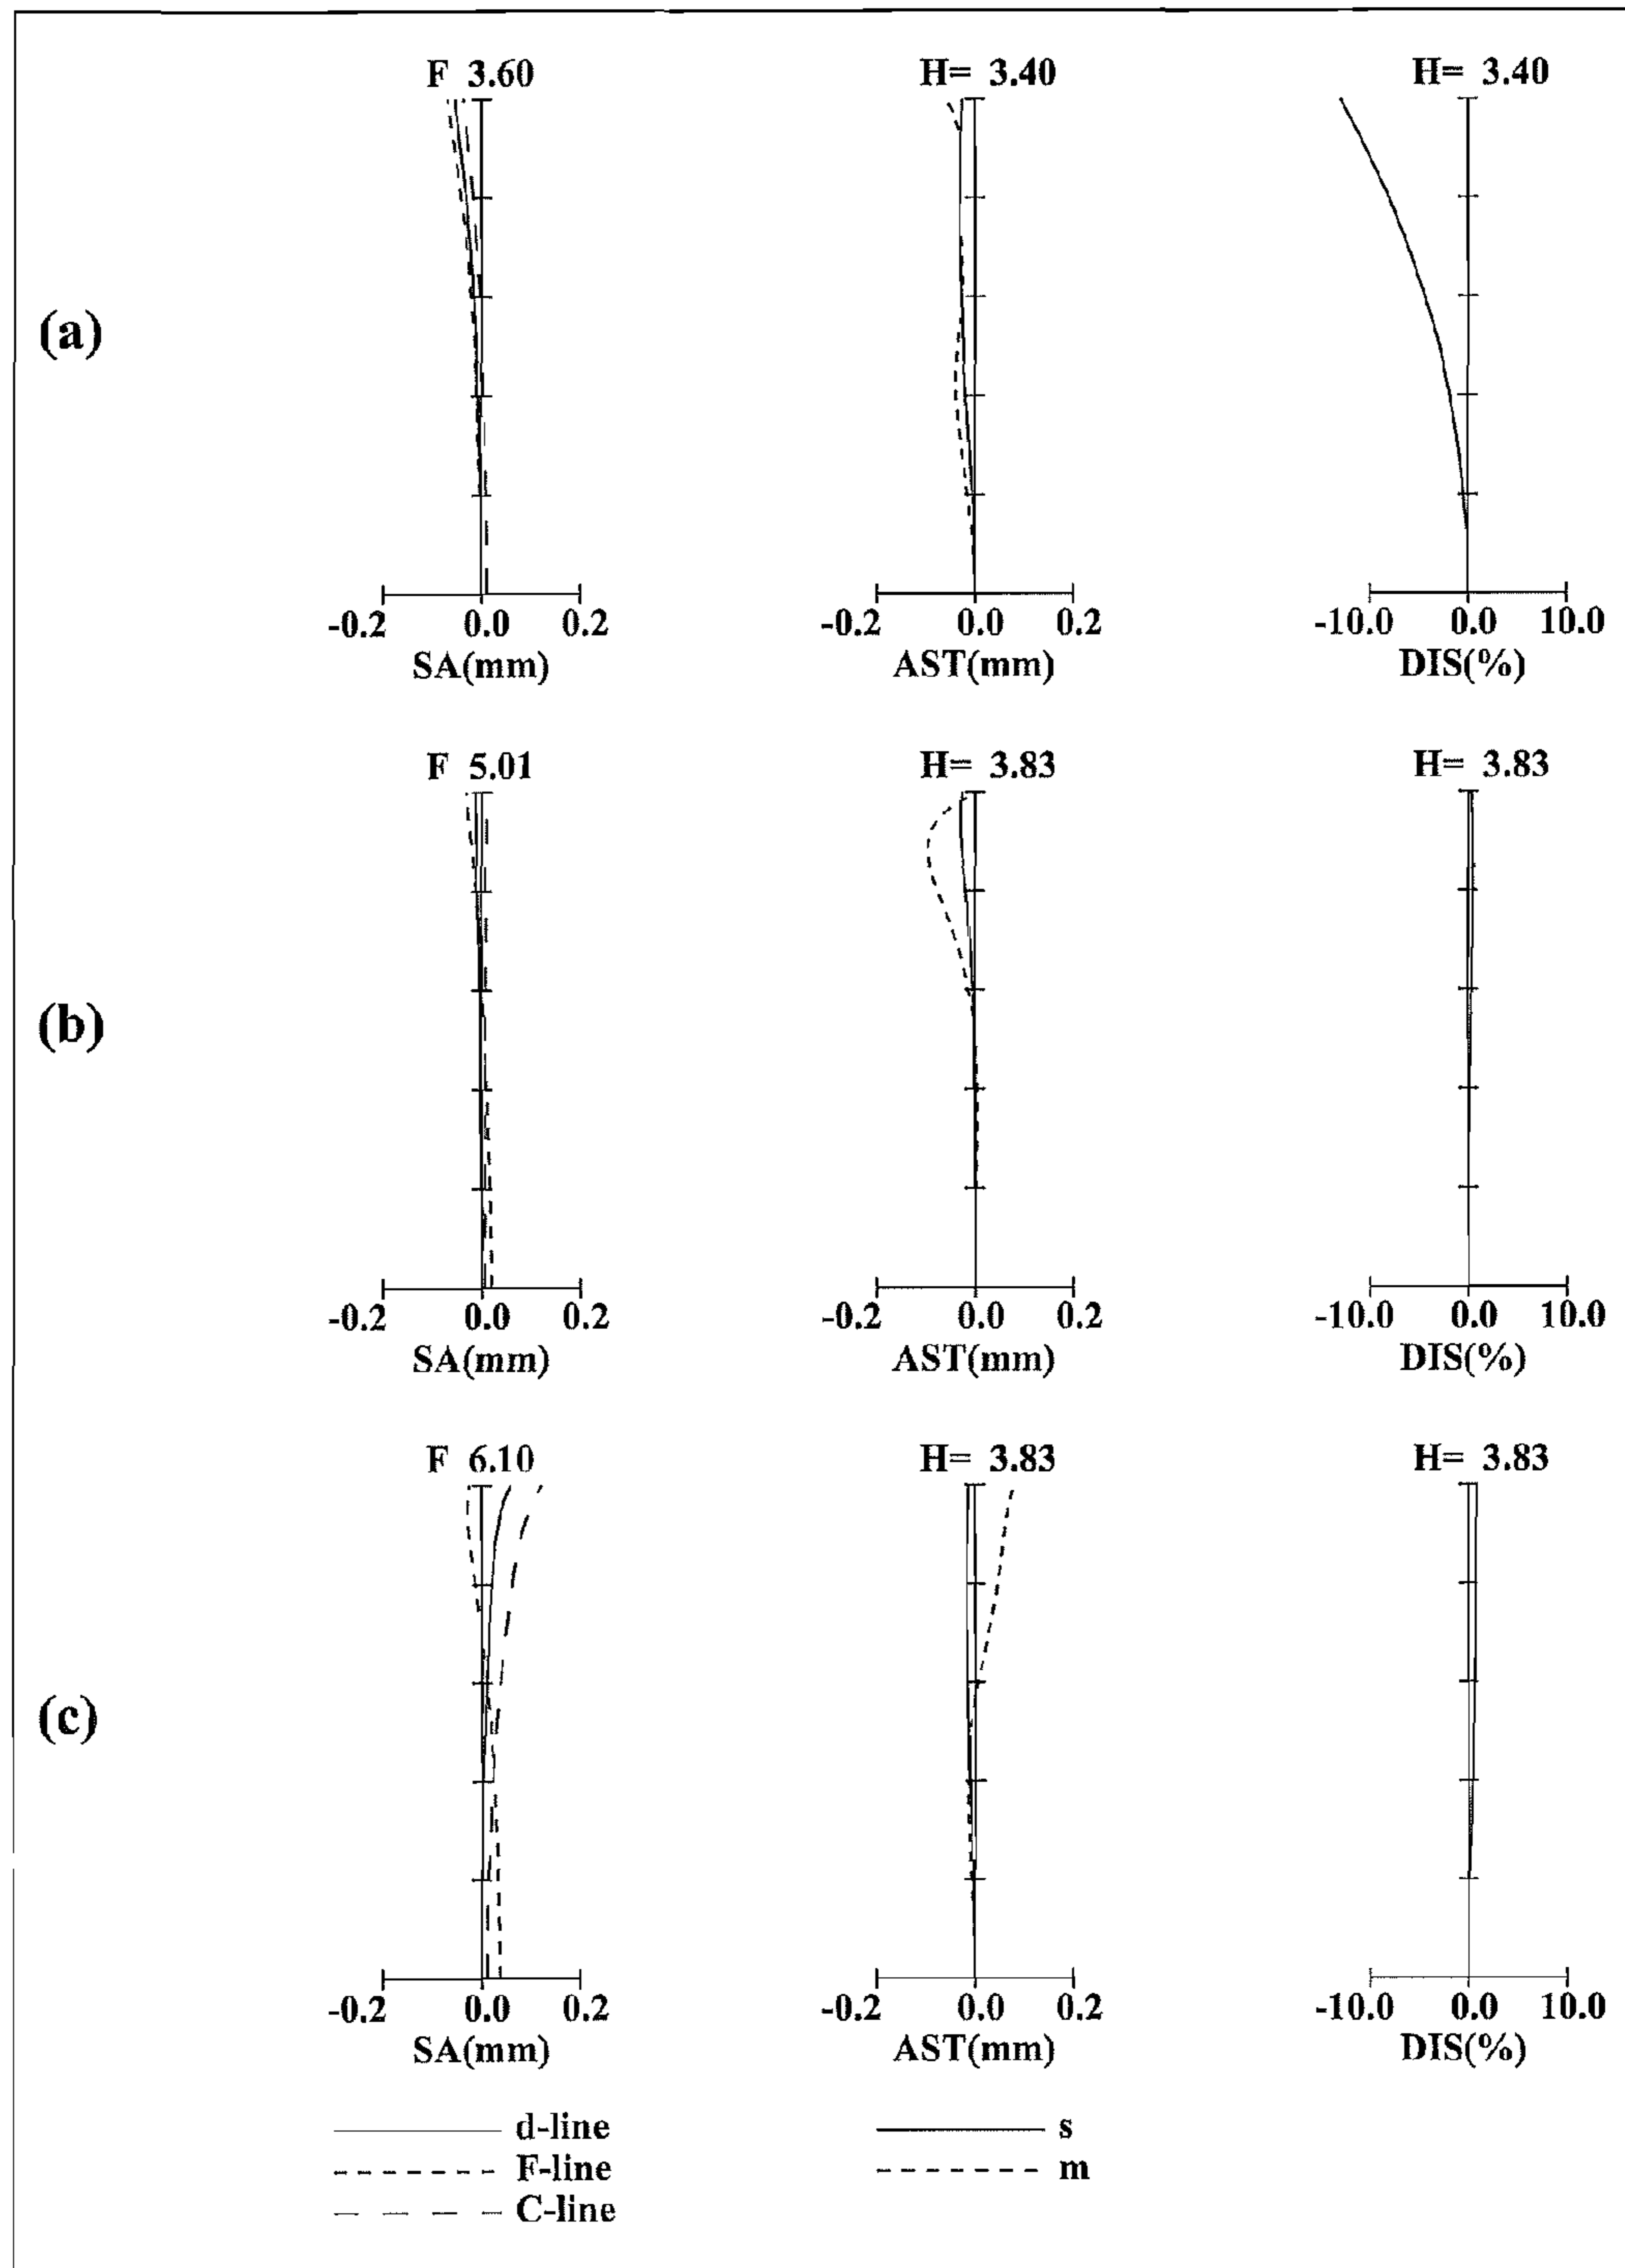 F 3.60 H= 3.40 H= 3.40
(a)
-0.2 0.0 0.2 -0.2 0.0 0.2 -10.0 0.0 10.0
SA(mm) AST(mm) DIS(%)
F 5.01 H= 3.83 H= 3.83
(b)
-0.2 0.0 0.2 -0.2 0.0 0.2 -10.0 0.0 10.0
SA(mm) AST(mm) DIS(%)
F 6.10 H= 3.83 H= 3.83
(c)
-0.2 0.0 0.2 -0.2 0.0 0.2 -10.0 0.0 10.0
SA(mm) AST(mm) DIS(%)
d-line s
F-line m
C-line